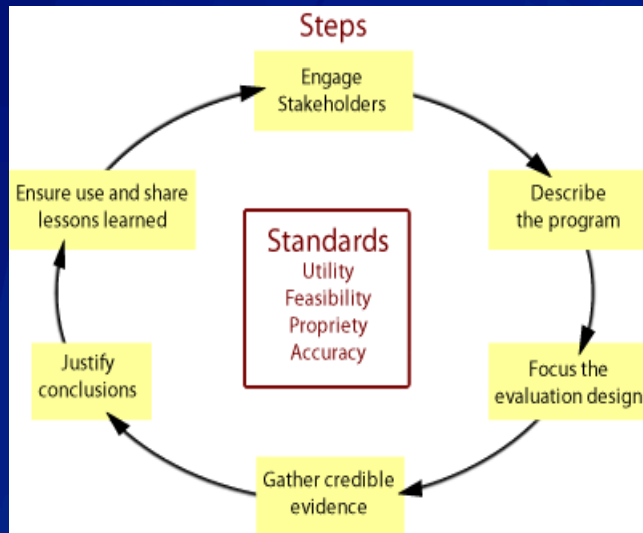 Steps
Engage
Stakeholders
Describe
the program
Focus the
evaluation design
Gather credible
evidence
Justify
conclusions
Ensure use and share
lessons learned
Standards
Utility
Feasibility
Propriety
Accuracy